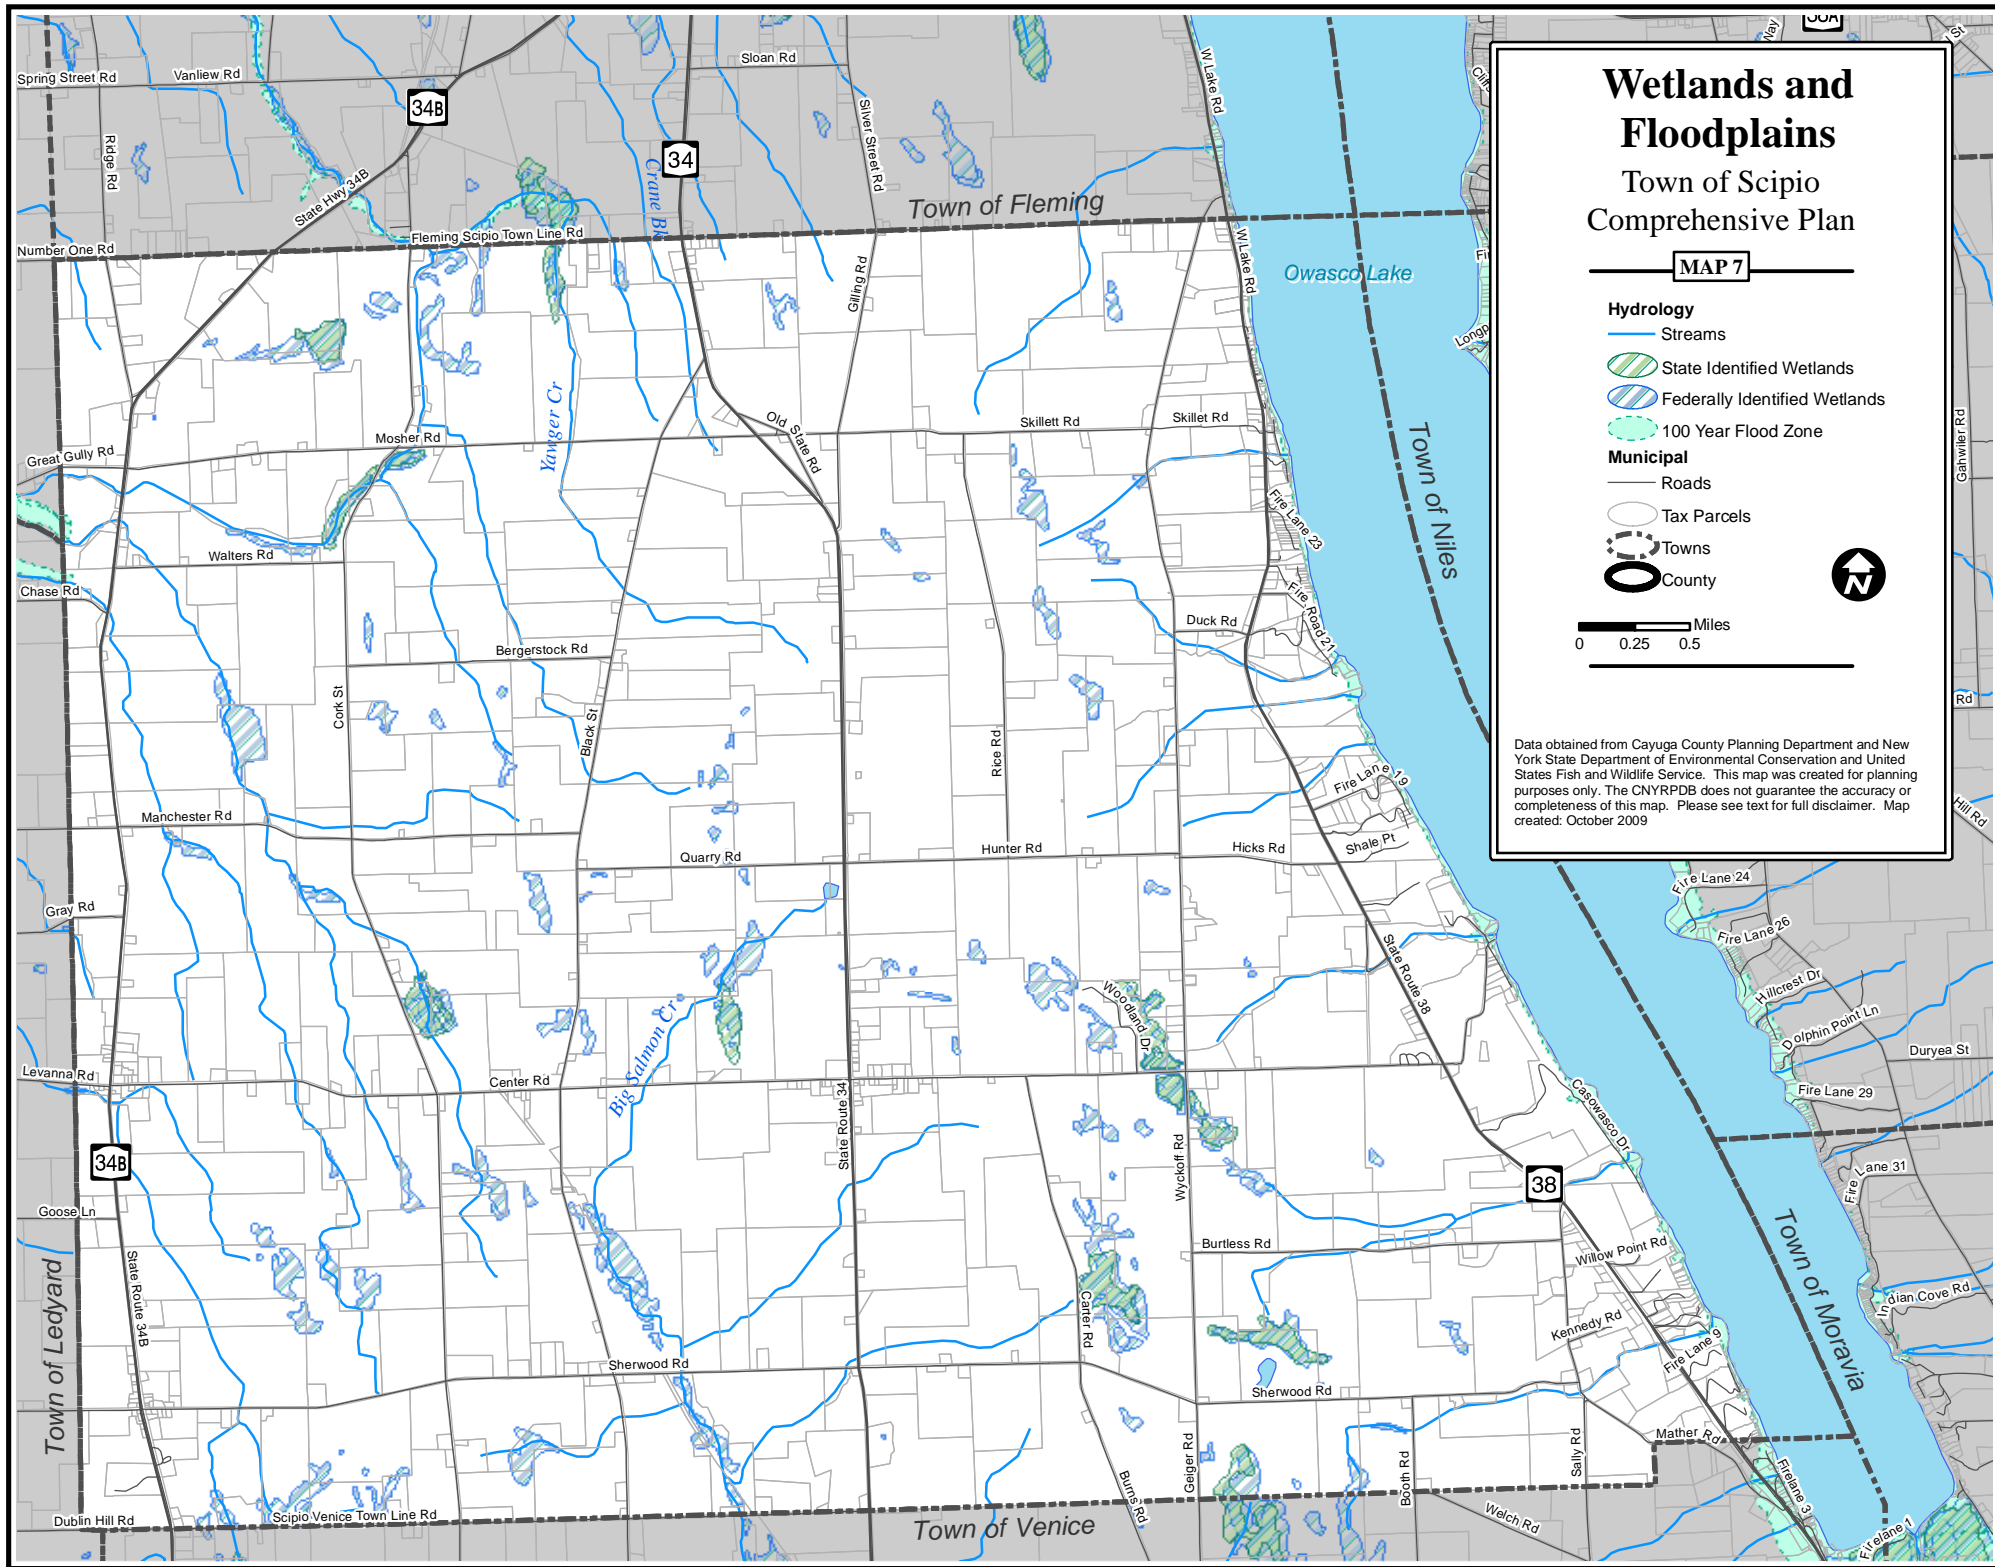 Wetlands and
Floodplains
Town of Scipio
Comprehensive Plan
MAP 7
Hydrology
Streams
State Identified Wetlands
Federally Identified Wetlands
100 Year Flood Zone
Municipal
Roads
Tax Parcels
Towns
County
N
Miles
0 0.25 0.5
Data obtained from Cayuga County Planning Department and New
York State Department of Environmental Conservation and United
States Fish and Wildlife Service. This map was created for planning
purposes only. The CNYRPDB does not guarantee the accuracy or
completeness of this map. Please see text for full disclaimer. Map
created: October 2009
Spring Street Rd
Vanliew Rd
34B
Sloan Rd
W Lake Rd
Ridge Rd
State Hwy 34B
Crane Bk
34
Silver Street Rd
Town of Fleming
Number One Rd
Fleming Scipio Town Line Rd
Gilling Rd
W Lake Rd
Owasco Lake
Yawger Cr
Old State Rd
Skillett Rd
Skillet Rd
Mosher Rd
Great Gully Rd
Town of Niles
Gahwiler Rd
Fire Lane 23
Walters Rd
Chase Rd
Fire Road 21
Duck Rd
Bergerstock Rd
Cork St
Black St
Rice Rd
Rd
Fire Lane 19
Manchester Rd
Shale Pt
Hill Rd
Quarry Rd
Hunter Rd
Hicks Rd
Fire Lane 24
Gray Rd
Fire Lane 26
State Route 38
Hillcrest Dr
Woodland Dr
Dolphin Point Ln
Big Salmon Cr
Duryea St
Levanna Rd
Center Rd
State Route 34
Casowasco Dr
Fire Lane 29
34B
Wyckoff Rd
38
Fire Lane 31
Goose Ln
Town of Ledyard
State Route 34B
Burtless Rd
Willow Point Rd
Town of Moravia
Indian Cove Rd
Carter Rd
Kennedy Rd
Fire Lane 9
Sherwood Rd
Sherwood Rd
Mather Rd
Geiger Rd
Booth Rd
Sally Rd
Burns Rd
Firelane 3
Dublin Hill Rd
Scipio Venice Town Line Rd
Town of Venice
Welch Rd
Firelane 1